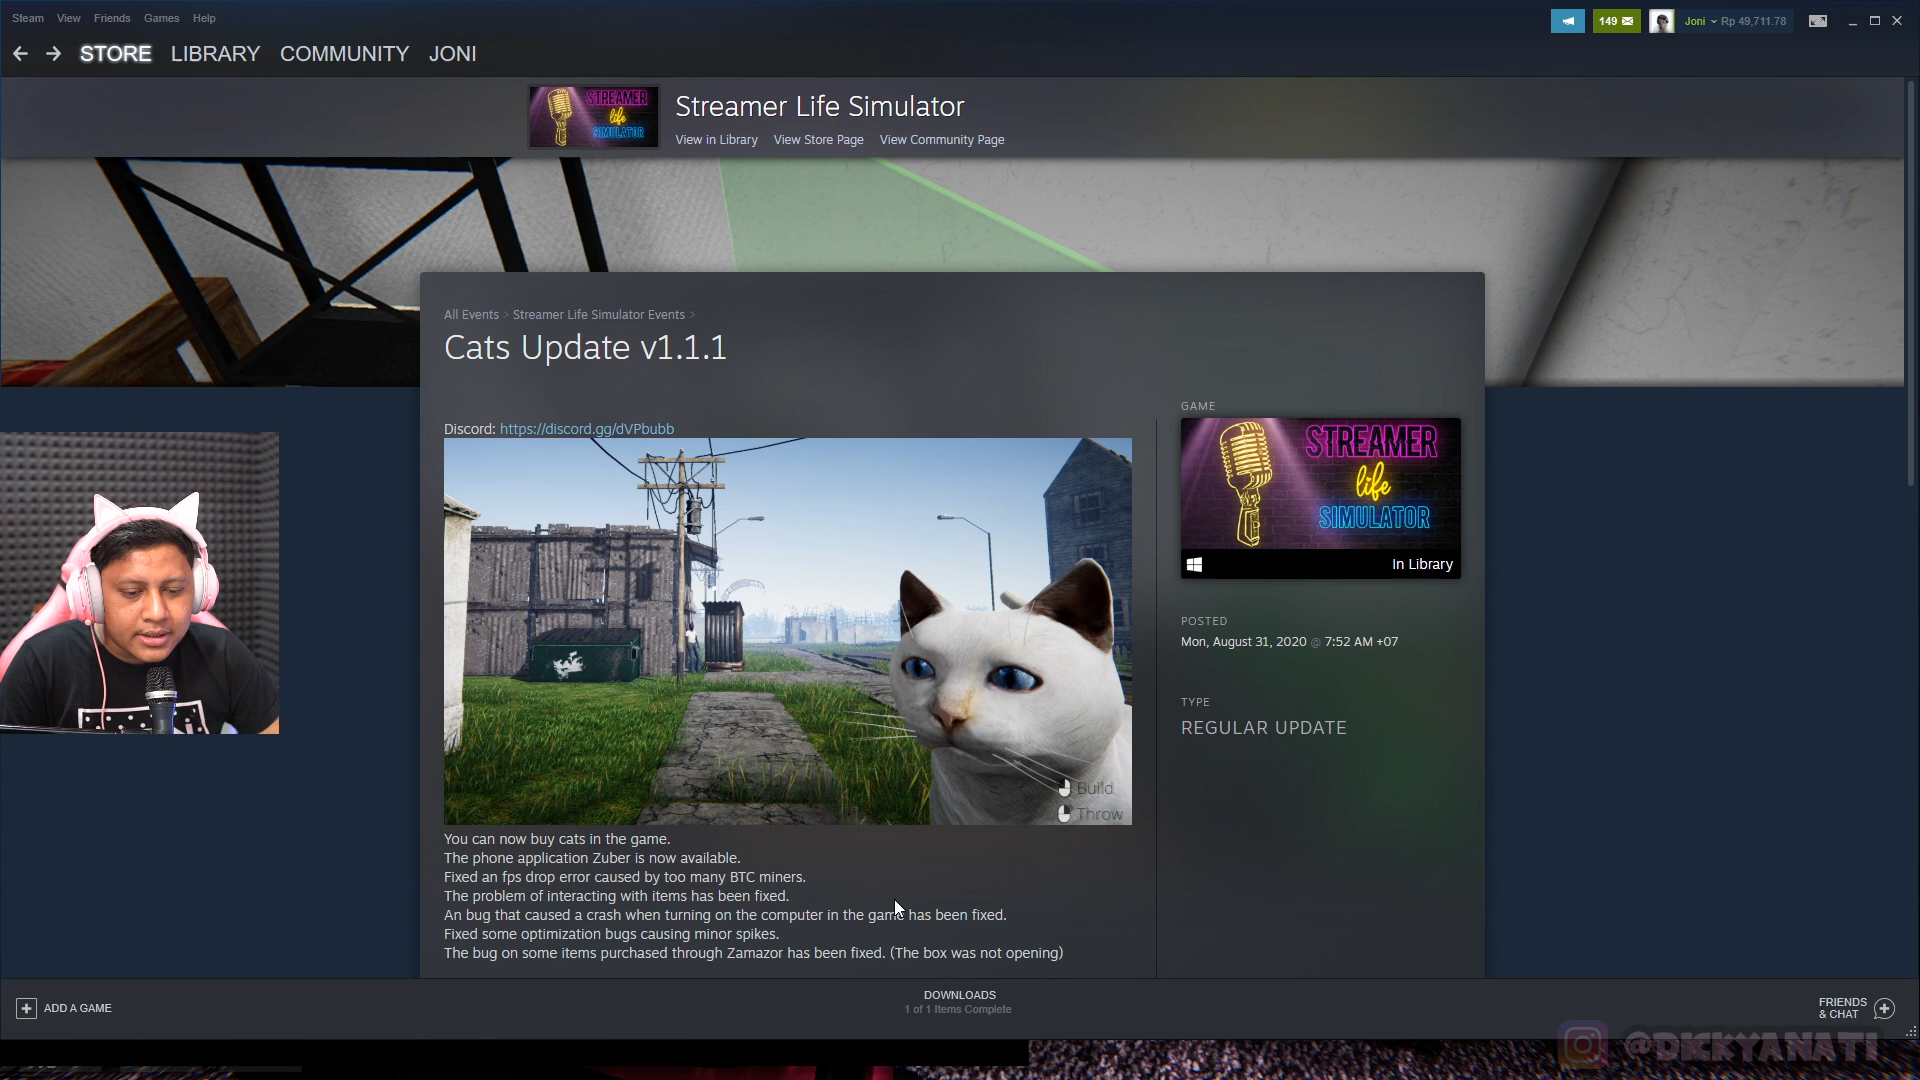 Steam View Friends Games Help
149
Joni Rp 49,711.78
STORE LIBRARY COMMUNITY JONI
STREAMER
life
SIMULATOR
Streamer Life Simulator
View in Library View Store Page View Community Page
All Events > Streamer Life Simulator Events >
Cats Update v1.1.1
Discord: https://discord.gg/dVPbubb
Build
Throw
You can now buy cats in the game.
The phone application Zuber is now available.
Fixed an fps drop error caused by too many BTC miners.
The problem of interacting with items has been fixed.
An bug that caused a crash when turning on the computer in the game has been fixed.
Fixed some optimization bugs causing minor spikes.
The bug on some items purchased through Zamazor has been fixed. (The box was not opening)
GAME
STREAMER
life
SIMULATOR
In Library
POSTED
Mon, August 31, 2020 @ 7:52 AM +07
TYPE
REGULAR UPDATE
ADD A GAME
DOWNLOADS
1 of 1 Items Complete
FRIENDS
& CHAT
@DICKYANATI